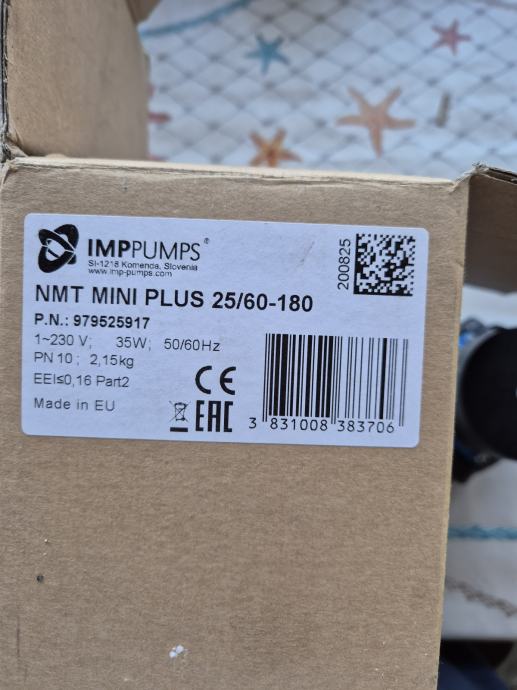 IMPPUMPS®
SI-1218 Komenda, Slovenia
www.imp-pumps.com
200825
NMT MINI PLUS 25/60-180
P.N.: 979525917
1~230 V; 35W; 50/60Hz
PN 10 ; 2,15kg
EEI≤0,16 Part2
CE
Made in EU
EAC
3 831008 383706